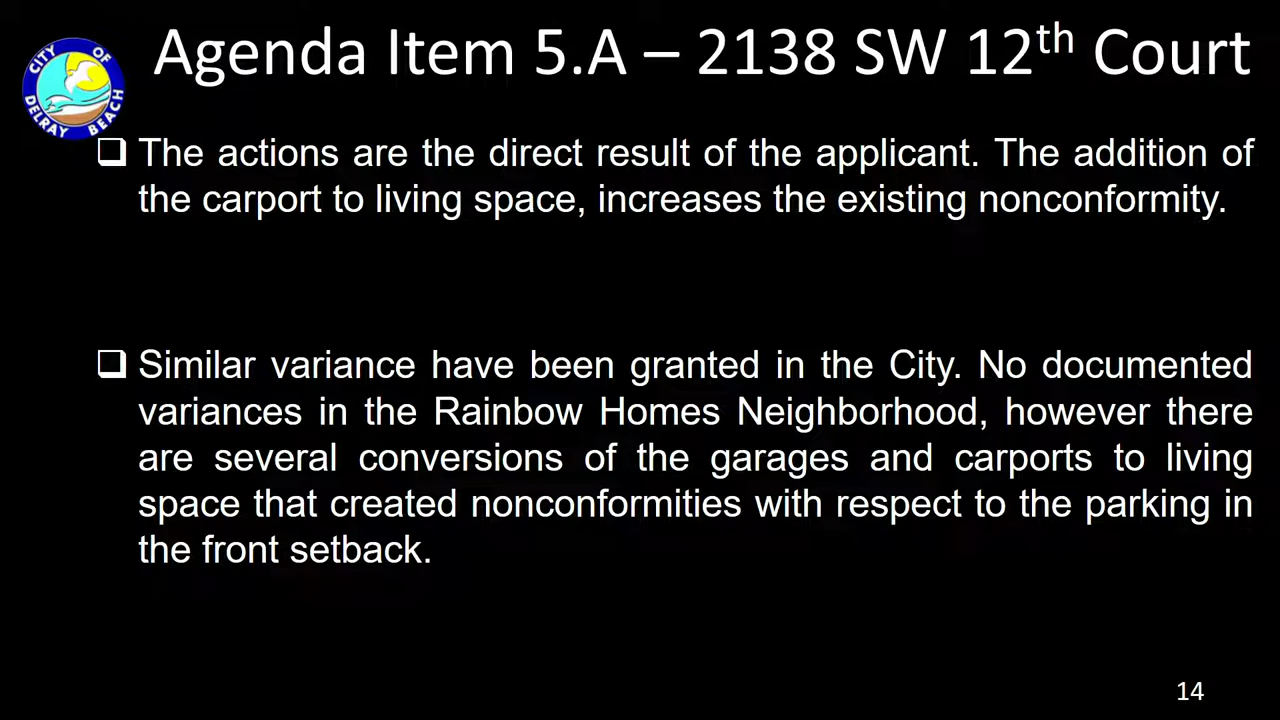 Agenda Item 5.A – 2138 SW 12th Court
CITY OF
DELRAY BEACH
The actions are the direct result of the applicant. The addition of
the carport to living space, increases the existing nonconformity.
Similar variance have been granted in the City. No documented
variances in the Rainbow Homes Neighborhood, however there
are several conversions of the garages and carports to living
space that created nonconformities with respect to the parking in
the front setback.
14